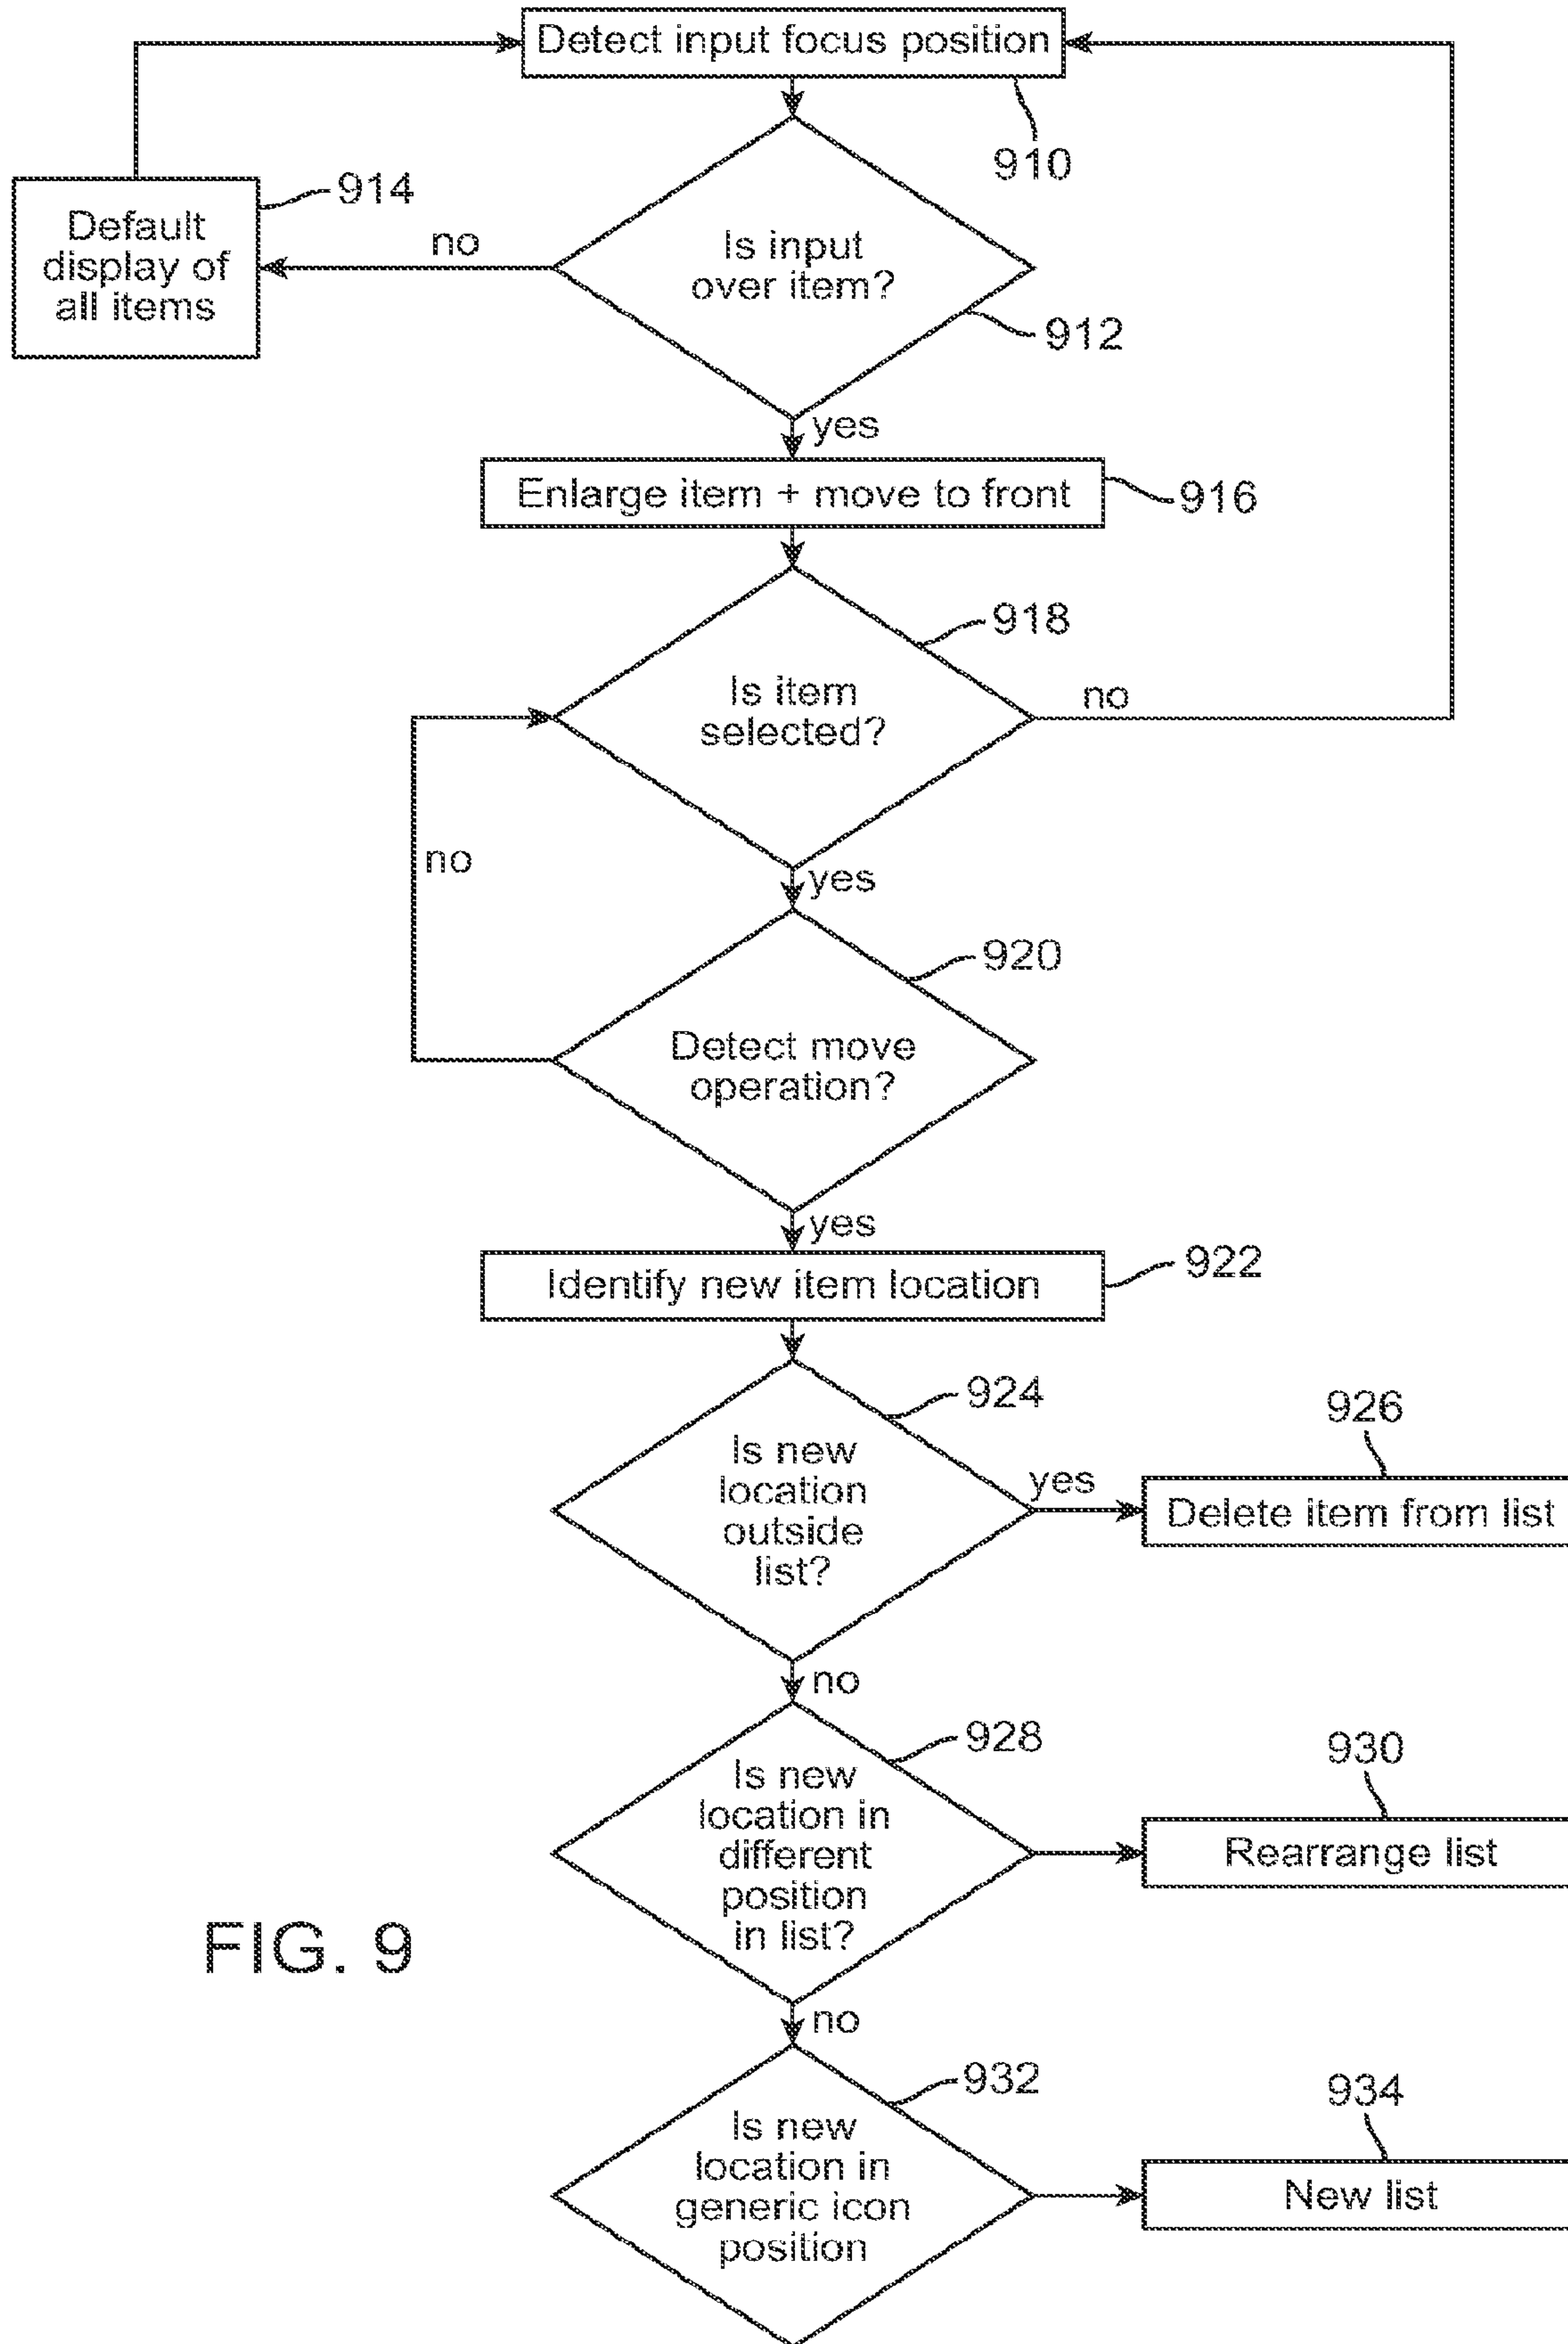 Detect input focus position
910
914
Default
display of
all items
no
Is input
over item?
912
yes
Enlarge item + move to front
916
918
Is item
selected?
no
no
yes
920
Detect move
operation?
yes
Identify new item location
922
924
Is new
location
outside
list?
yes
926
Delete item from list
no
928
Is new
location in
different
position
in list?
930
Rearrange list
FIG. 9
no
932
Is new
location in
generic icon
position
934
New list